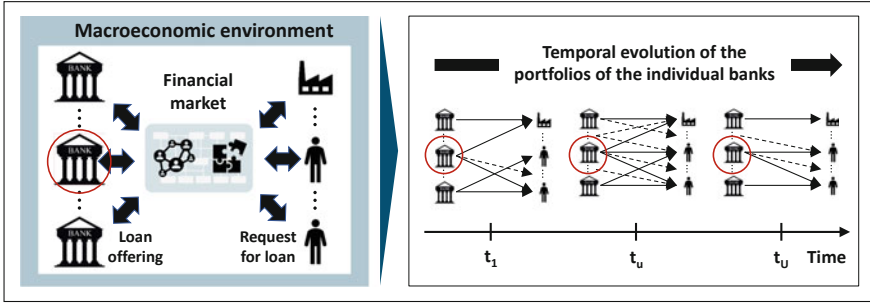 Macroeconomic environment
BANK
Financial
market
BANK
BANK
Loan
offering
Request
for loan
Temporal evolution of the
portfolios of the individual banks
t1
tu
tU
Time